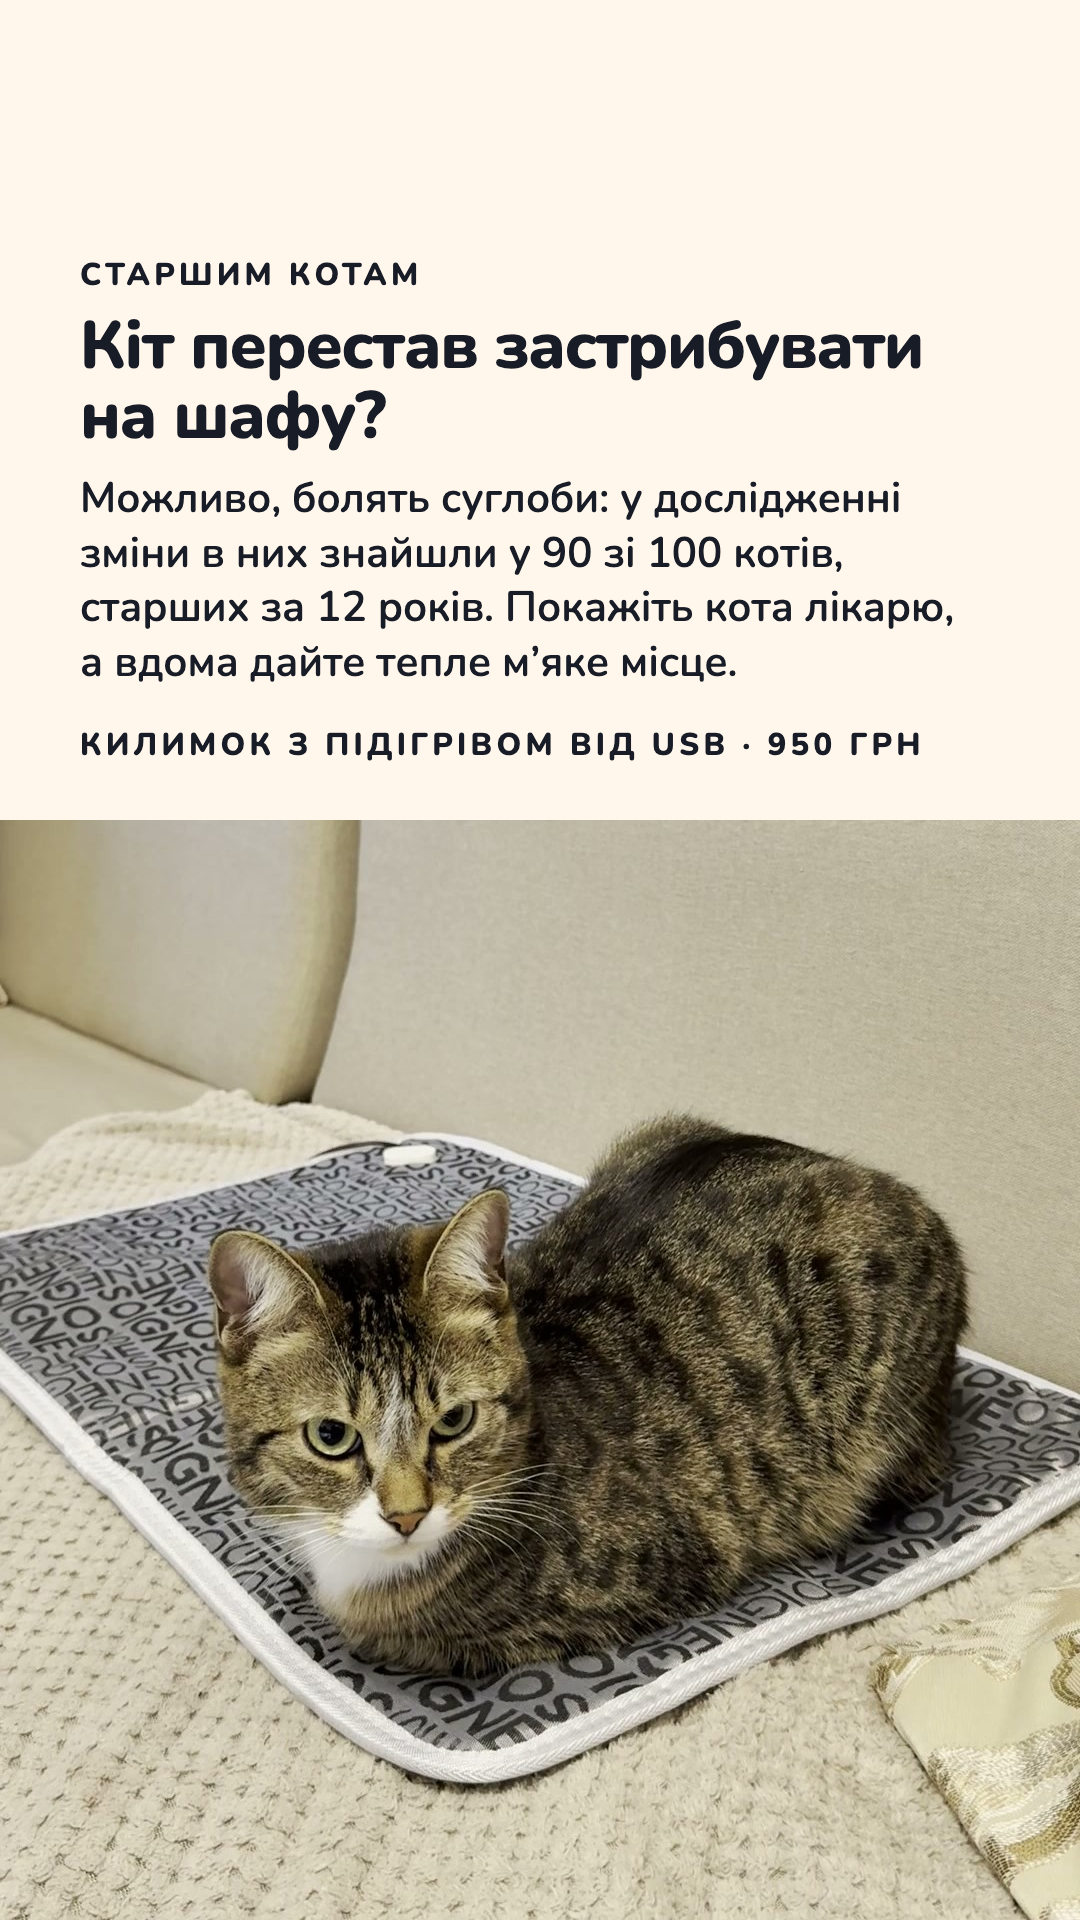 СТАРШИМ КОТАМ
Кіт перестав застрибувати
на шафу?
Можливо, болять суглоби: у дослідженні
зміни в них знайшли у 90 зі 100 котів,
старших за 12 років. Покажіть кота лікарю,
а вдома дайте тепле м’яке місце.
КИЛИМОК З ПІДІГРІВОМ ВІД USB · 950 ГРН